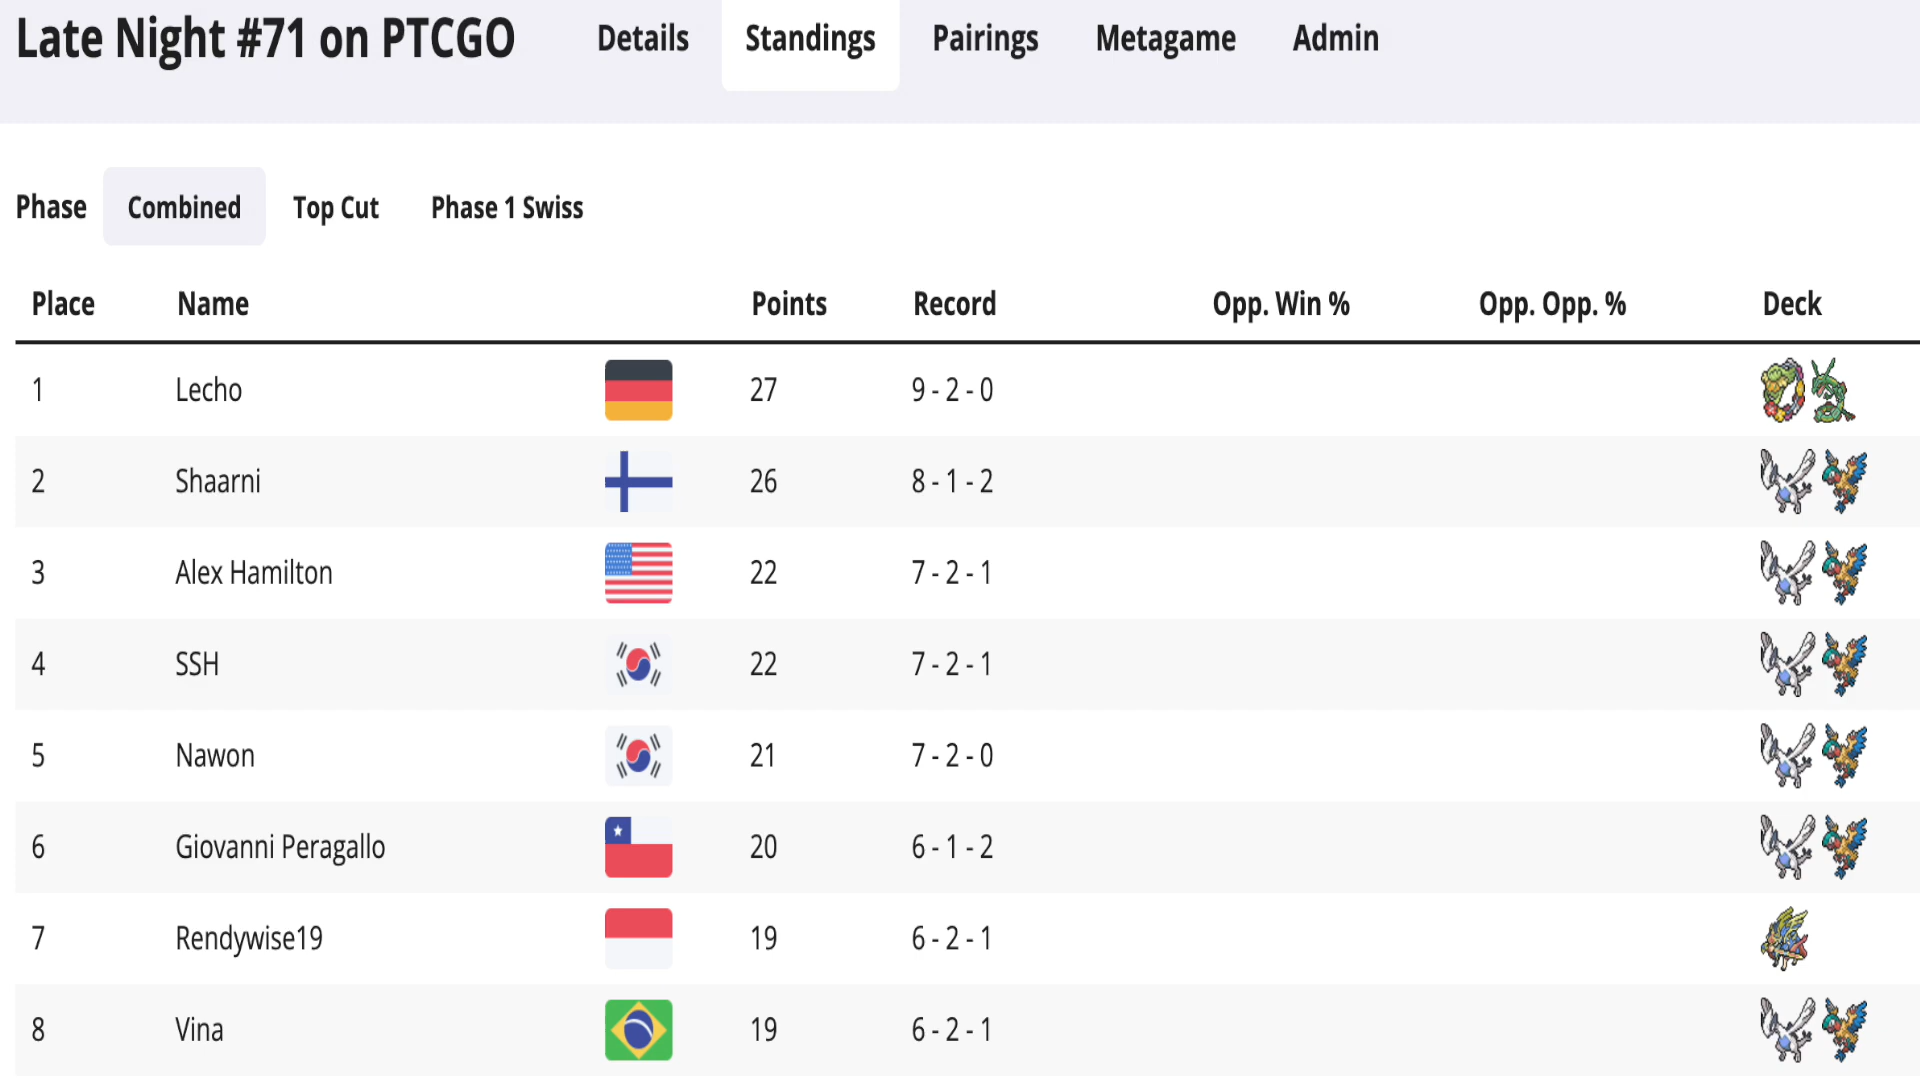 Late Night #71 on PTCGO Details Standings Pairings Metagame Admin
Phase Combined Top Cut Phase 1 Swiss
Place Name Points Record Opp. Win % Opp. Opp. % Deck
1 Lecho 27 9 - 2 - 0
2 Shaarni 26 8 - 1 - 2
3 Alex Hamilton 22 7 - 2 - 1
4 SSH 22 7 - 2 - 1
5 Nawon 21 7 - 2 - 0
6 Giovanni Peragallo 20 6 - 1 - 2
7 Rendywise19 19 6 - 2 - 1
8 Vina 19 6 - 2 - 1